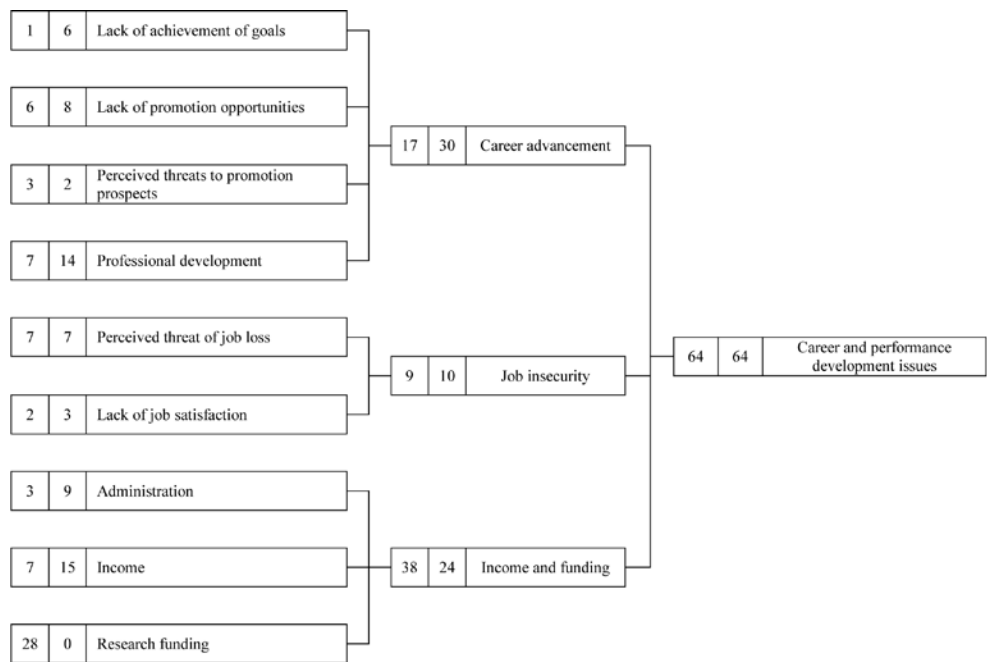 1 6 Lack of achievement of goals
6 8 Lack of promotion opportunities
17 30 Career advancement
3 2 Perceived threats to promotion
prospects
7 14 Professional development
7 7 Perceived threat of job loss
64 64 Career and performance
development issues
9 10 Job insecurity
2 3 Lack of job satisfaction
3 9 Administration
7 15 Income
38 24 Income and funding
28 0 Research funding